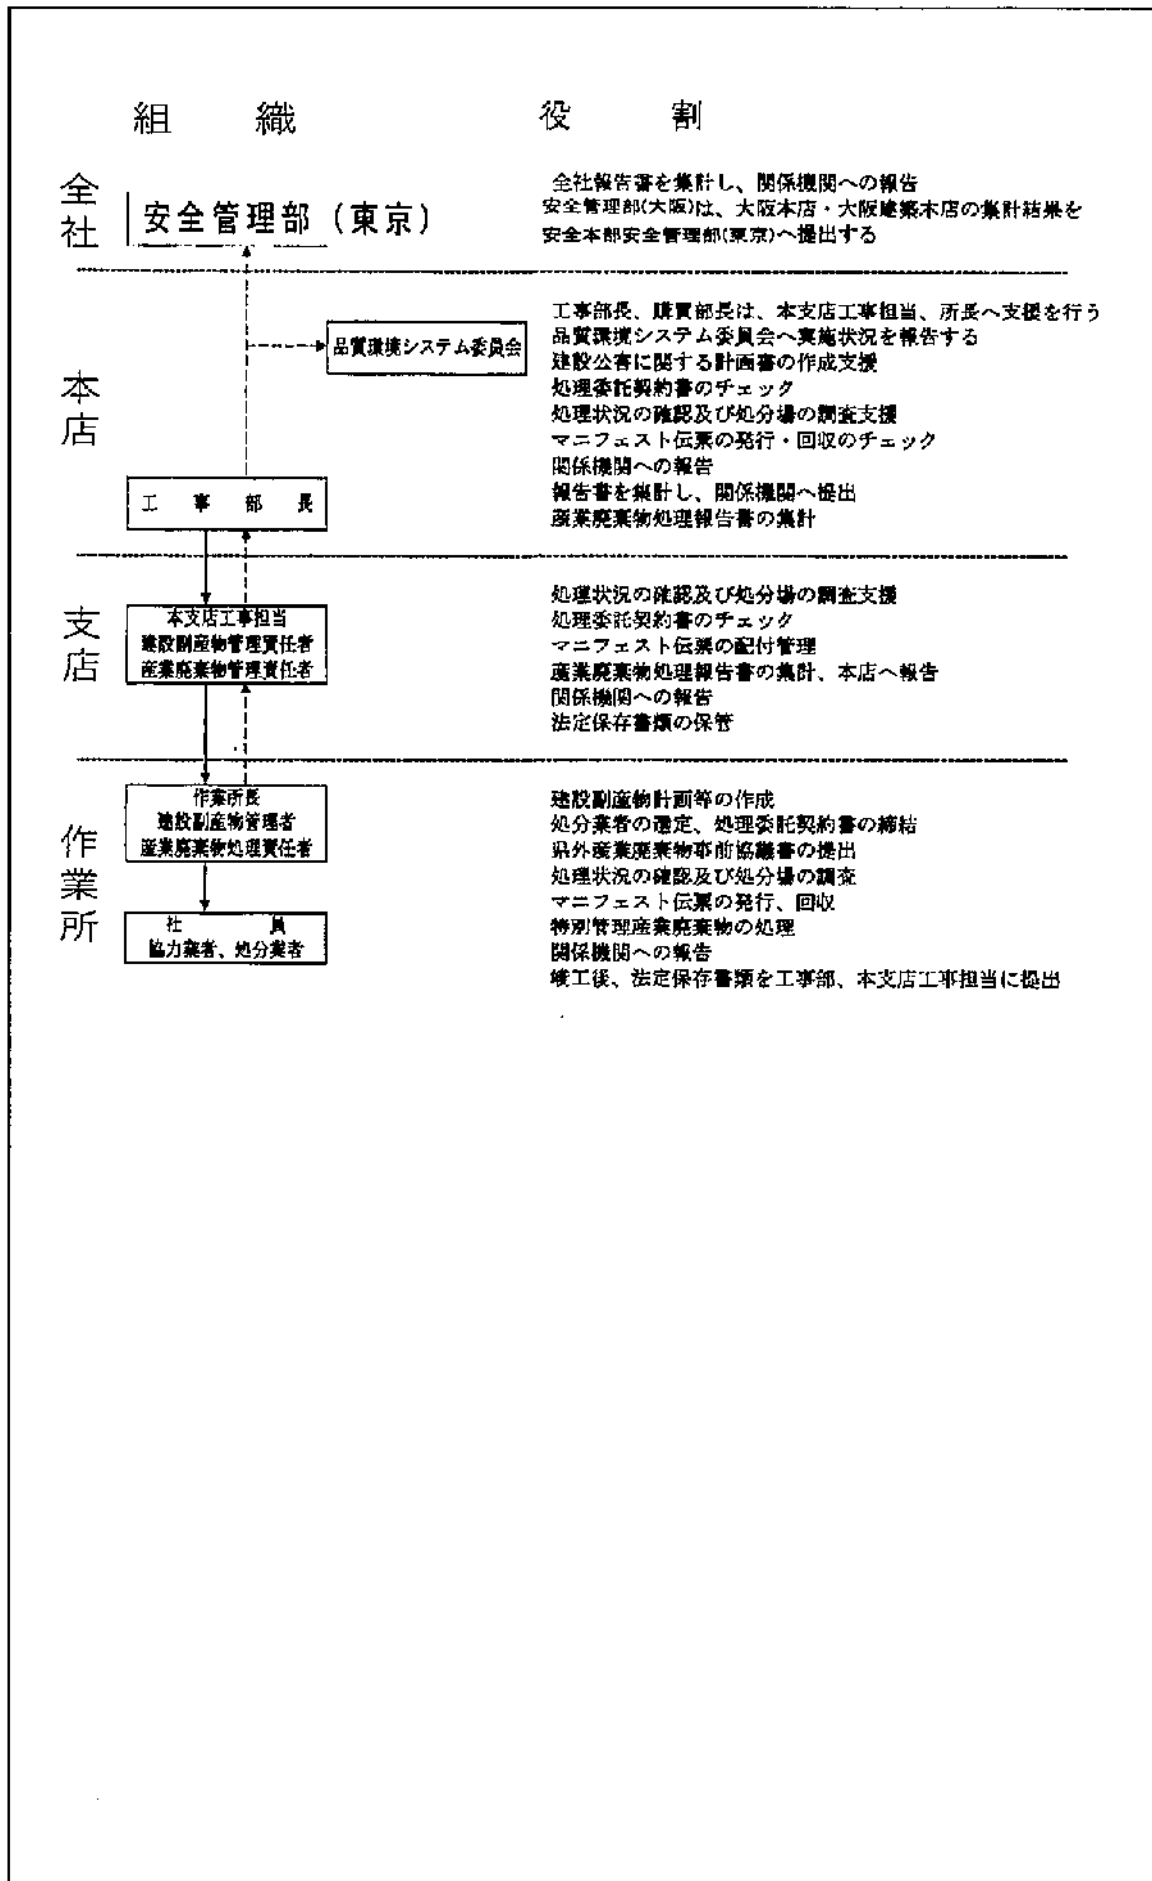 組 織
役 割
全社
安全管理部(東京)
全社報告書を集計し、関係機関への報告
安全管理部(大阪)は、大阪本店・大阪建築本店の集計結果を
安全本部安全管理部(東京)へ提出する
本店
品質環境システム委員会
工 事 部 長
工事部長、購買部長は、本支店工事担当、所長へ支援を行う
品質環境システム委員会へ実施状況を報告する
建設公害に関する計画書の作成支援
処理委託契約書のチェック
処理状況の確認及び処分場の調査支援
マニフェスト伝票の発行・回収のチェック
関係機関への報告
報告書を集計し、関係機関へ提出
産業廃棄物処理報告書の集計
支店
本支店工事担当
建設副産物管理責任者
産業廃棄物管理責任者
処理状況の確認及び処分場の調査支援
処理委託契約書のチェック
マニフェスト伝票の配付管理
産業廃棄物処理報告書の集計、本店へ報告
関係機関への報告
法定保存書類の保管
作業所
作業所長
建設副産物管理者
産業廃棄物処理責任者
社 員
協力業者、処分業者
建設副産物計画等の作成
処分業者の選定、処理委託契約書の締結
県外産業廃棄物事前協議書の提出
処理状況の確認及び処分場の調査
マニフェスト伝票の発行、回収
特別管理産業廃棄物の処理
関係機関への報告
竣工後、法定保存書類を工事部、本支店工事担当に提出